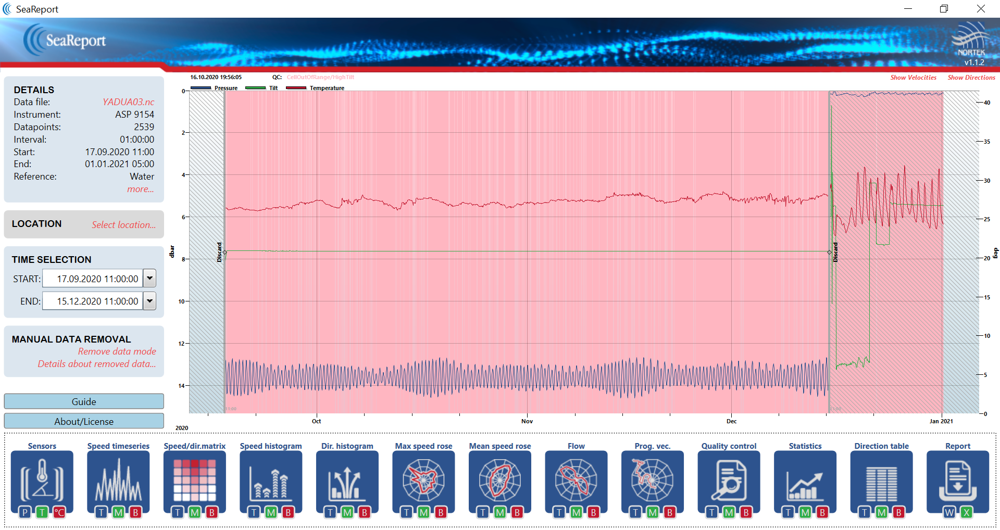 SeaReport
SeaReport
NORTEK
v1.1.2
DETAILS
Data file: YADUA03.nc
Instrument: ASP 9154
Datapoints: 2539
Interval: 01:00:00
Start: 17.09.2020 11:00
End: 01.01.2021 05:00
Reference: Water
more...
LOCATION Select location...
TIME SELECTION
START: 17.09.2020 11:00:00
END: 15.12.2020 11:00:00
MANUAL DATA REMOVAL
Remove data mode
Details about removed data...
Guide
About/License
16.10.2020 19:56:05 QC: CellOutOfRange/HighTilt Show Velocities Show Directions
Pressure Tilt Temperature
0
2
4
6
8
10
12
14
dbar
Discard
Discard
40
35
30
25
20
15
10
5
0
deg
11:00 11:00
Oct Nov Dec Jan 2021
2020
Sensors Speed timeseries Speed/dir.matrix Speed histogram Dir. histogram Max speed rose Mean speed rose Flow Prog. vec. Quality control Statistics Direction table Report
P T °C T M B T M B T M B T M B T M B T M B T M B T M B T M B T M B T M B W X